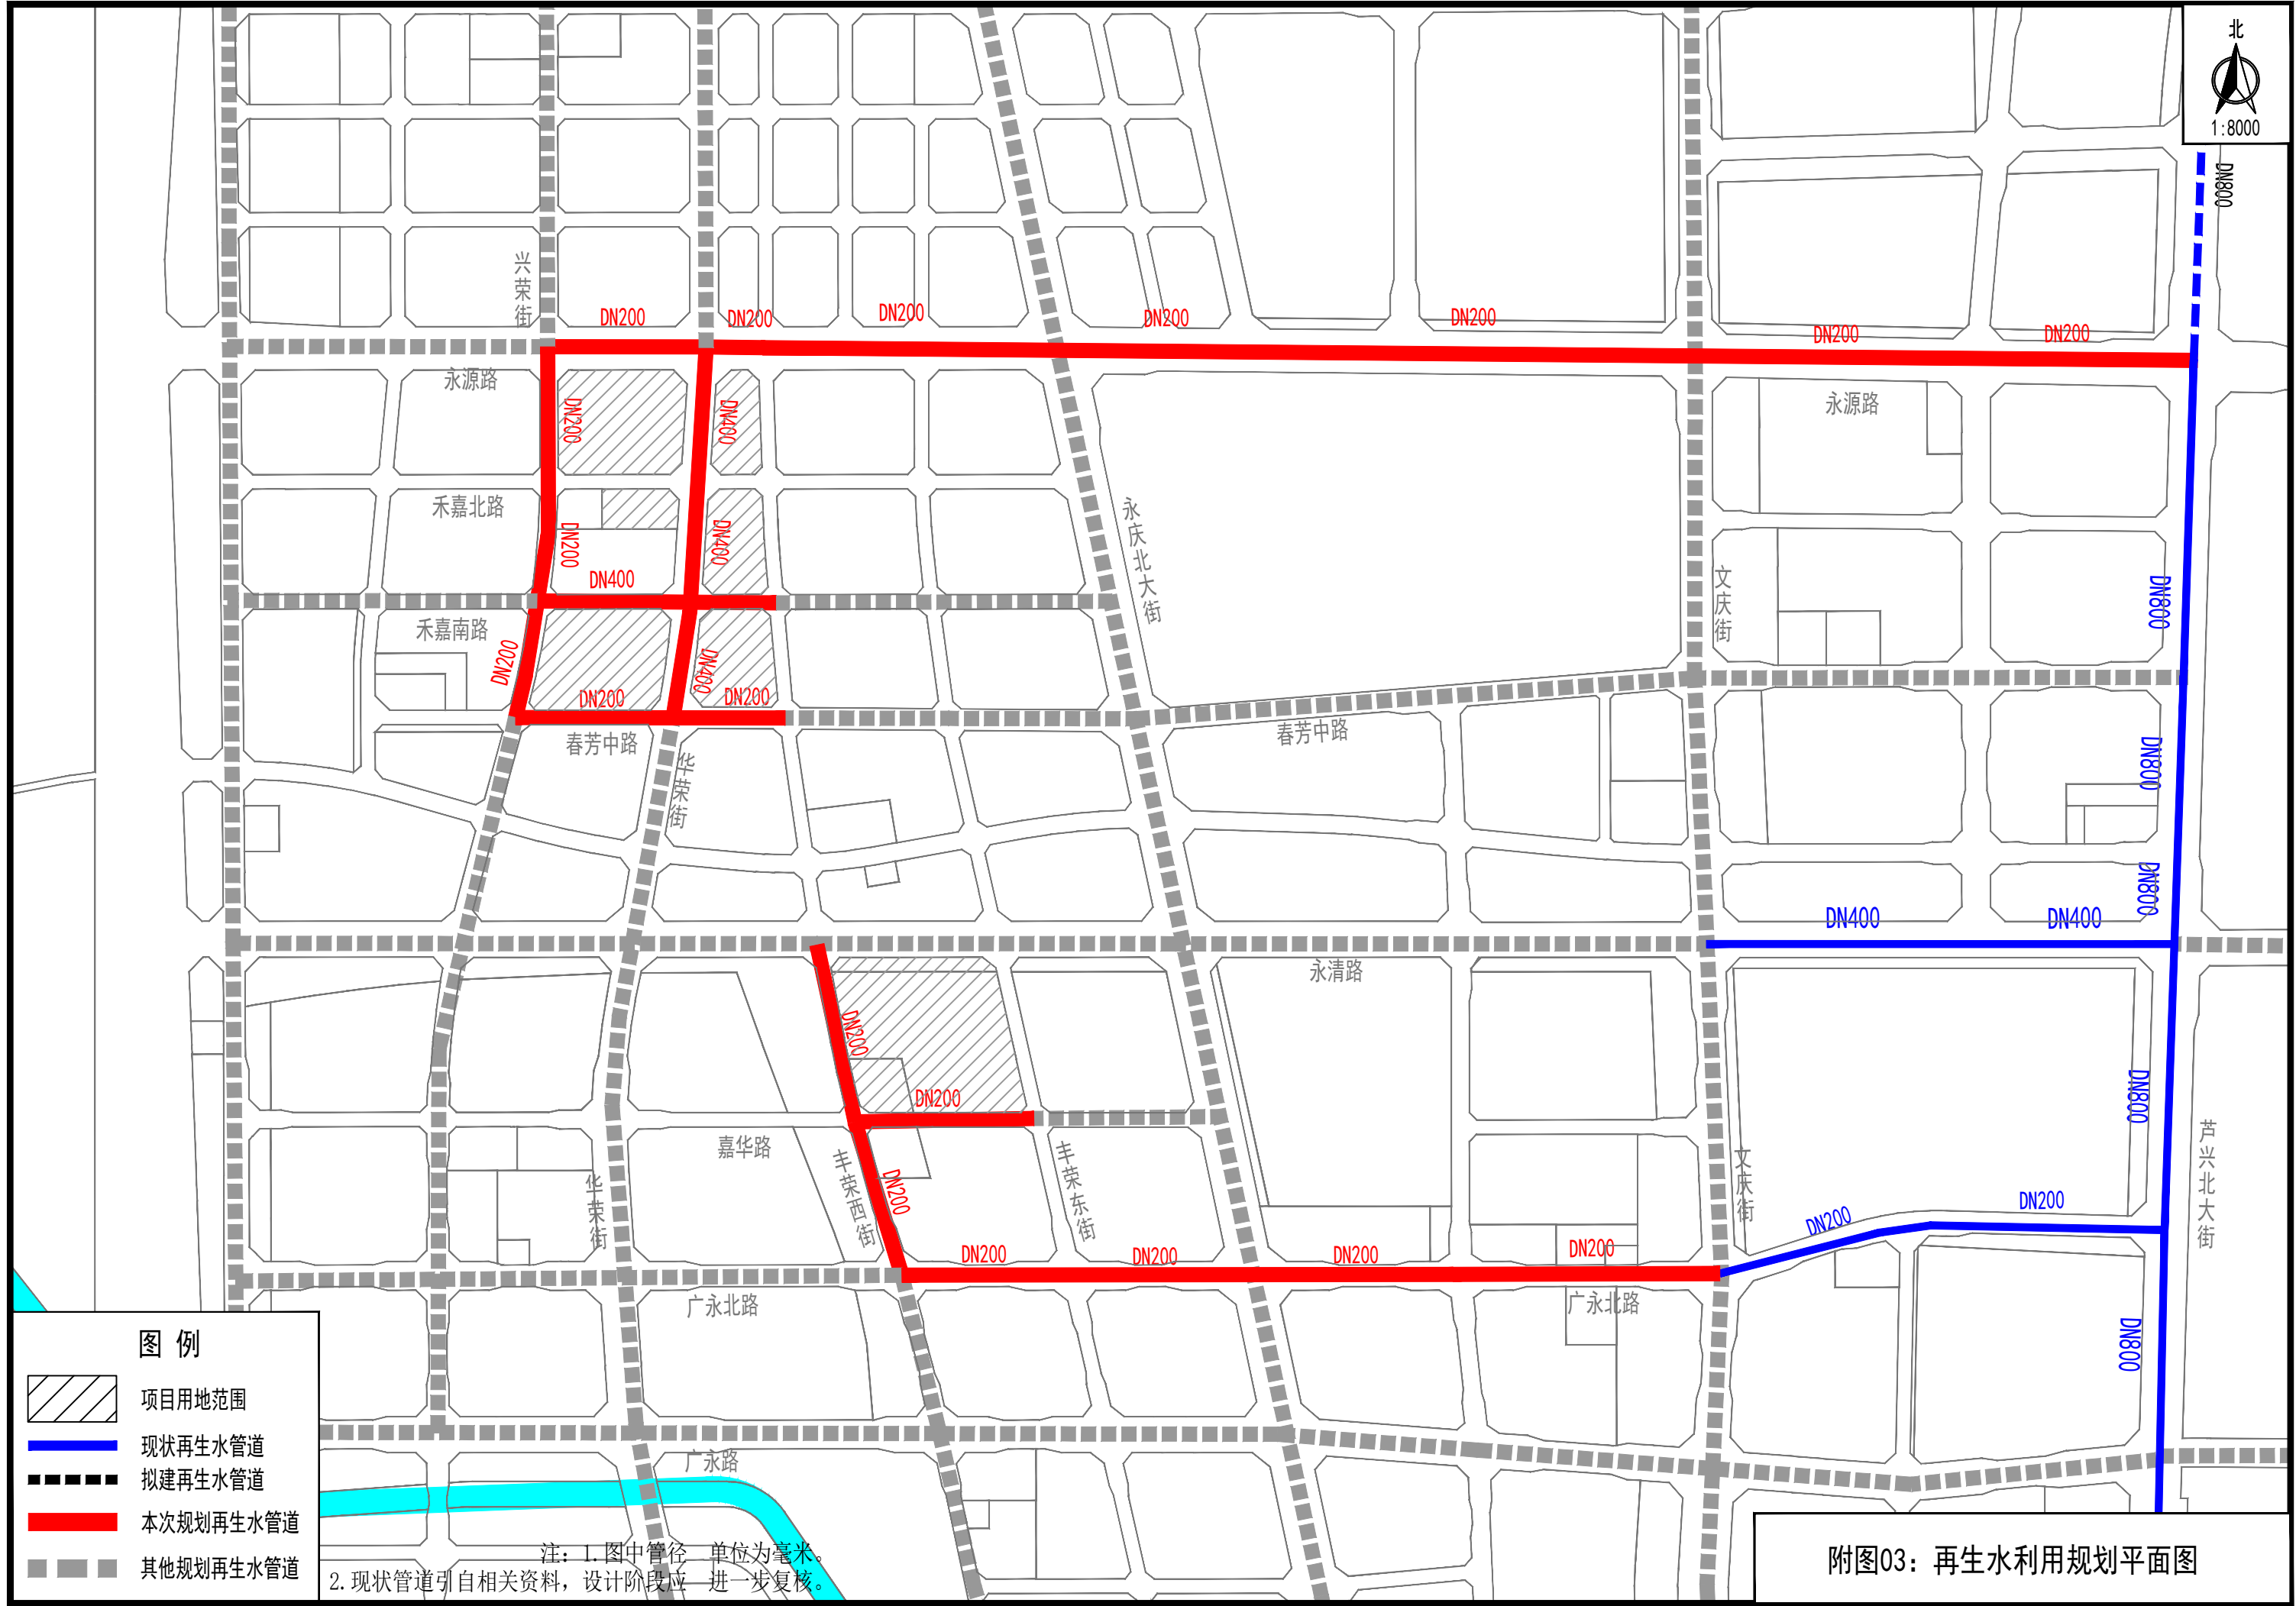 北
1:8000
DN800
兴荣街
DN200
DN200
DN200
DN200
DN200
DN200
DN200
永源路
永源路
DN200
DN400
禾嘉北路
永庆北大街
DN200
DN400
DN400
文庆街
DN800
禾嘉南路
DN200
DN400
DN200
DN200
春芳中路
春芳中路
华荣街
DN800
DN800
DN400
DN400
永清路
DN200
DN200
DN800
嘉华路
丰荣西街
DN200
丰荣东街
华荣街
文庆街
芦兴北大街
DN200
DN200
DN200
DN200
DN200
DN200
广永北路
广永北路
DN800
广永路
图 例
项目用地范围
现状再生水管道
拟建再生水管道
本次规划再生水管道
其他规划再生水管道
注：1.图中管径 单位为毫米。
2.现状管道引自相关资料，设计阶段应 进一步复核。
附图03：再生水利用规划平面图